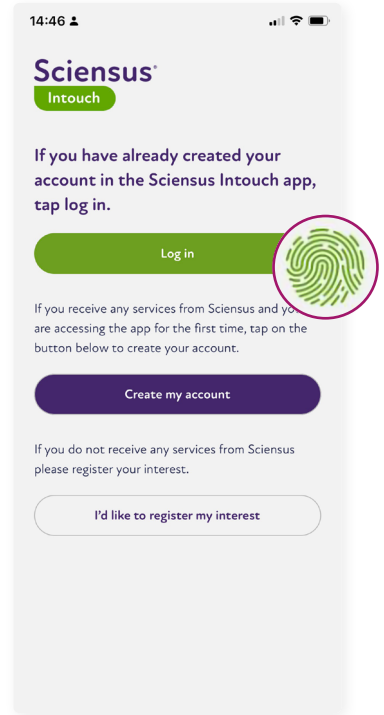 14:46
Sciensus®
Intouch
If you have already created your
account in the Sciensus Intouch app,
tap log in.
Log in
If you receive any services from Sciensus and you
are accessing the app for the first time, tap on the
button below to create your account.
Create my account
If you do not receive any services from Sciensus
please register your interest.
I'd like to register my interest